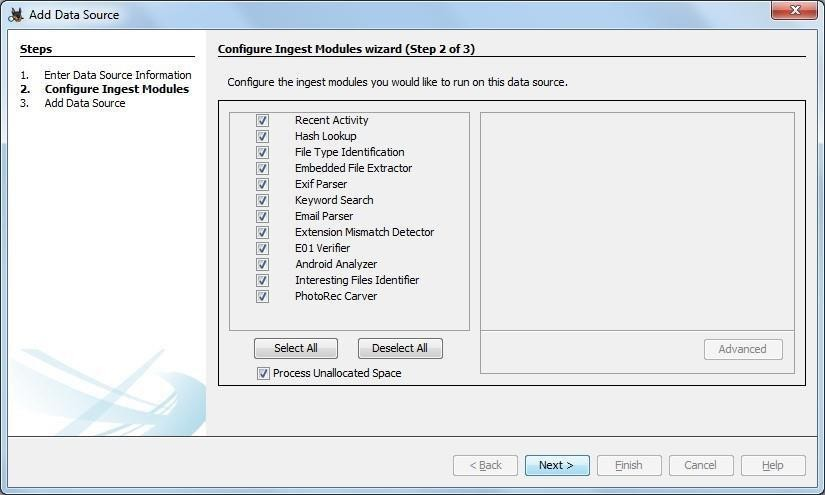 Add Data Source
Steps
1. Enter Data Source Information
2. Configure Ingest Modules
3. Add Data Source
Configure Ingest Modules wizard (Step 2 of 3)
Configure the ingest modules you would like to run on this data source.
Recent Activity
Hash Lookup
File Type Identification
Embedded File Extractor
Exif Parser
Keyword Search
Email Parser
Extension Mismatch Detector
E01 Verifier
Android Analyzer
Interesting Files Identifier
PhotoRec Carver
Select All Deselect All
Process Unallocated Space
Advanced
< Back Next > Finish Cancel Help